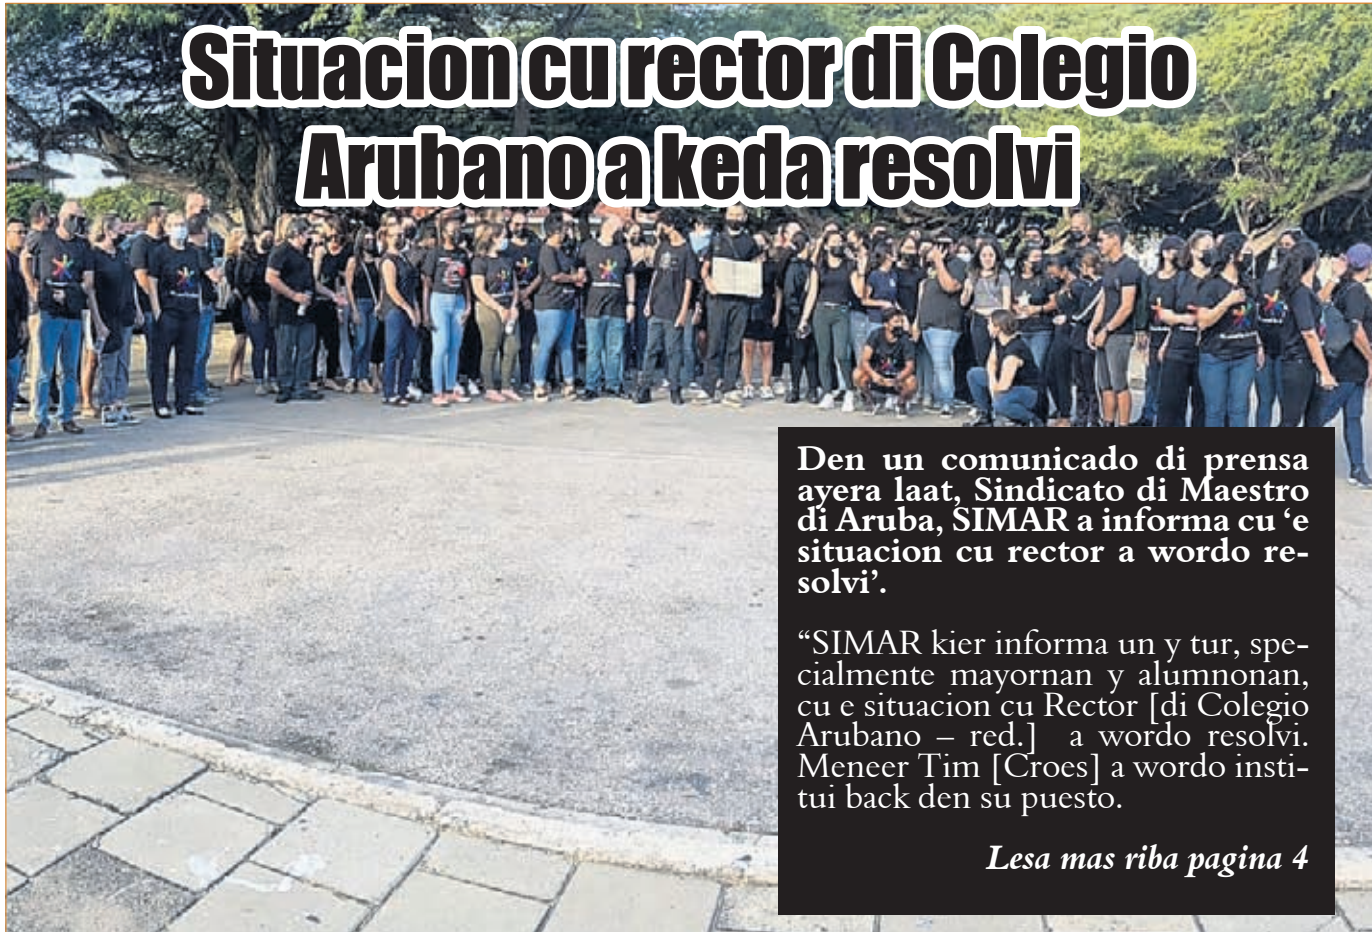 Situacion cu rector di Colegio
Arubano a keda resolvi
Den un comunicado di prensa
ayera laat, Sindicato di Maestro
di Aruba, SIMAR a informa cu ‘e
situacion cu rector a wordo re-
solvi’.
“SIMAR kier informa un y tur, spe-
cialmente mayornan y alumnonan,
cu e situacion cu Rector [di Colegio
Arubano – red.] a wordo resolvi.
Meneer Tim [Croes] a wordo insti-
tui back den su puesto.
Lesa mas riba pagina 4